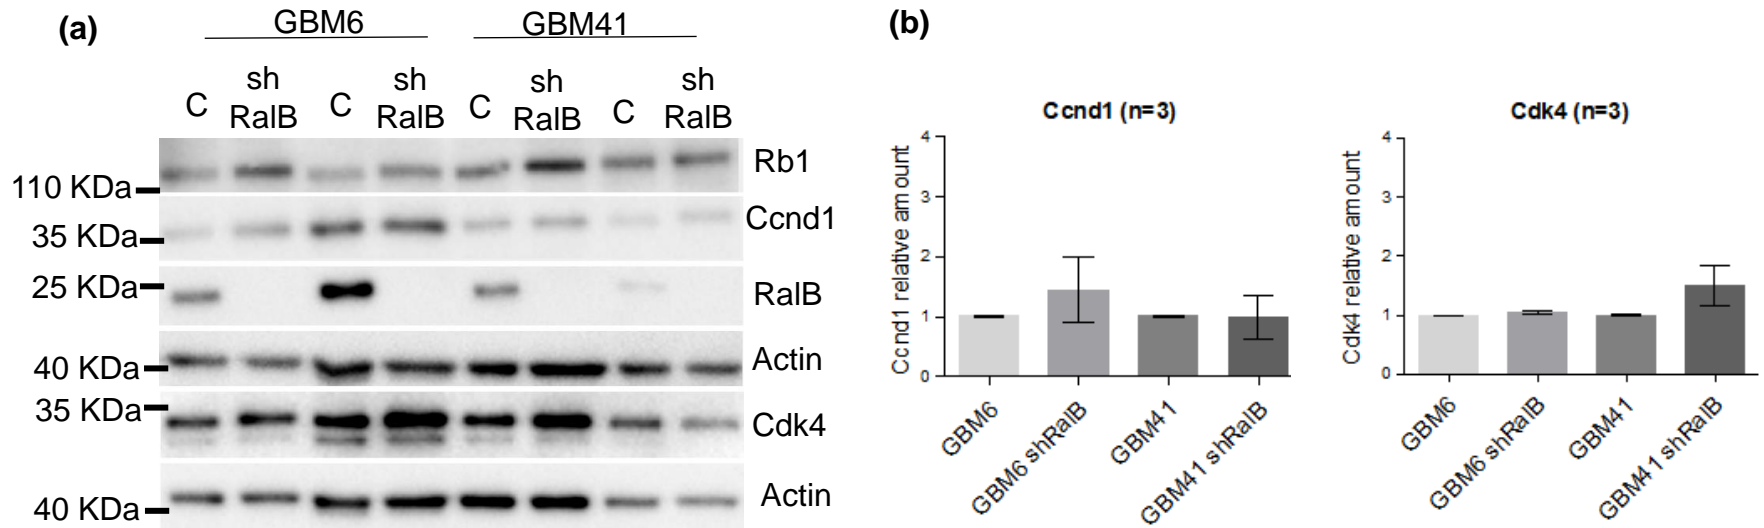 (a)
GBM6
GBM41
C
sh
RalB
C
sh
RalB
C
sh
RalB
C
sh
RalB
Rb1
110 KDa
Ccnd1
35 KDa
25 KDa
RalB
Actin
40 KDa
35 KDa
Cdk4
Actin
40 KDa
(b)
Ccnd1 (n=3)
Ccnd1 relative amount
4
3
2
1
0
GBM6
GBM6 shRalB
GBM41
GBM41 shRalB
Cdk4 (n=3)
Cdk4 relative amount
4
3
2
1
0
GBM6
GBM6 shRalB
GBM41
GBM41 shRalB